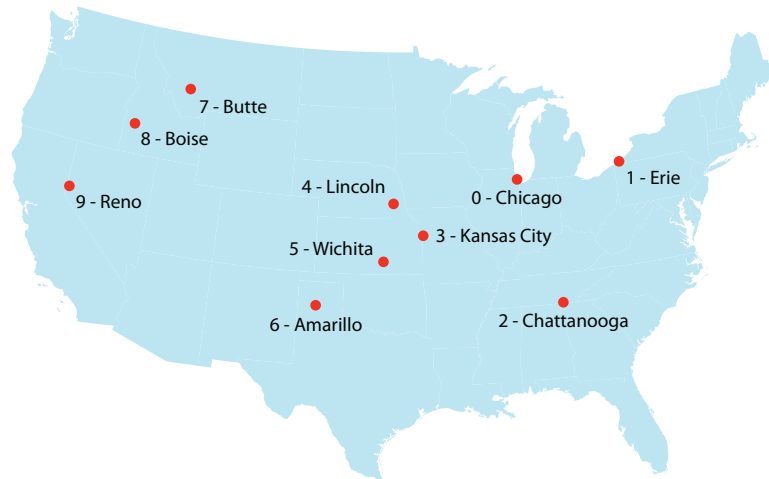 7 - Butte
8 - Boise
1 - Erie
4 - Lincoln
0 - Chicago
9 - Reno
3 - Kansas City
5 - Wichita
2 - Chattanooga
6 - Amarillo